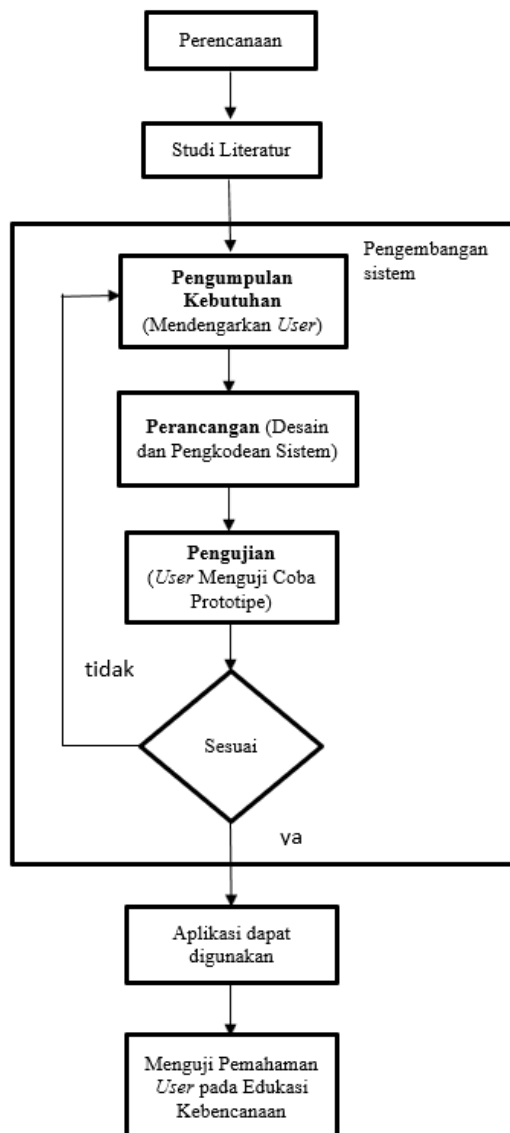 Perencanaan
Studi Literatur
Pengembangan
sistem
Pengumpulan
Kebutuhan
(Mendengarkan User)
Perancangan (Desain
dan Pengkodean Sistem)
Pengujian
(User Menguji Coba
Prototipe)
tidak
Sesuai
ya
Aplikasi dapat
digunakan
Menguji Pemahaman
User pada Edukasi
Kebencanaan